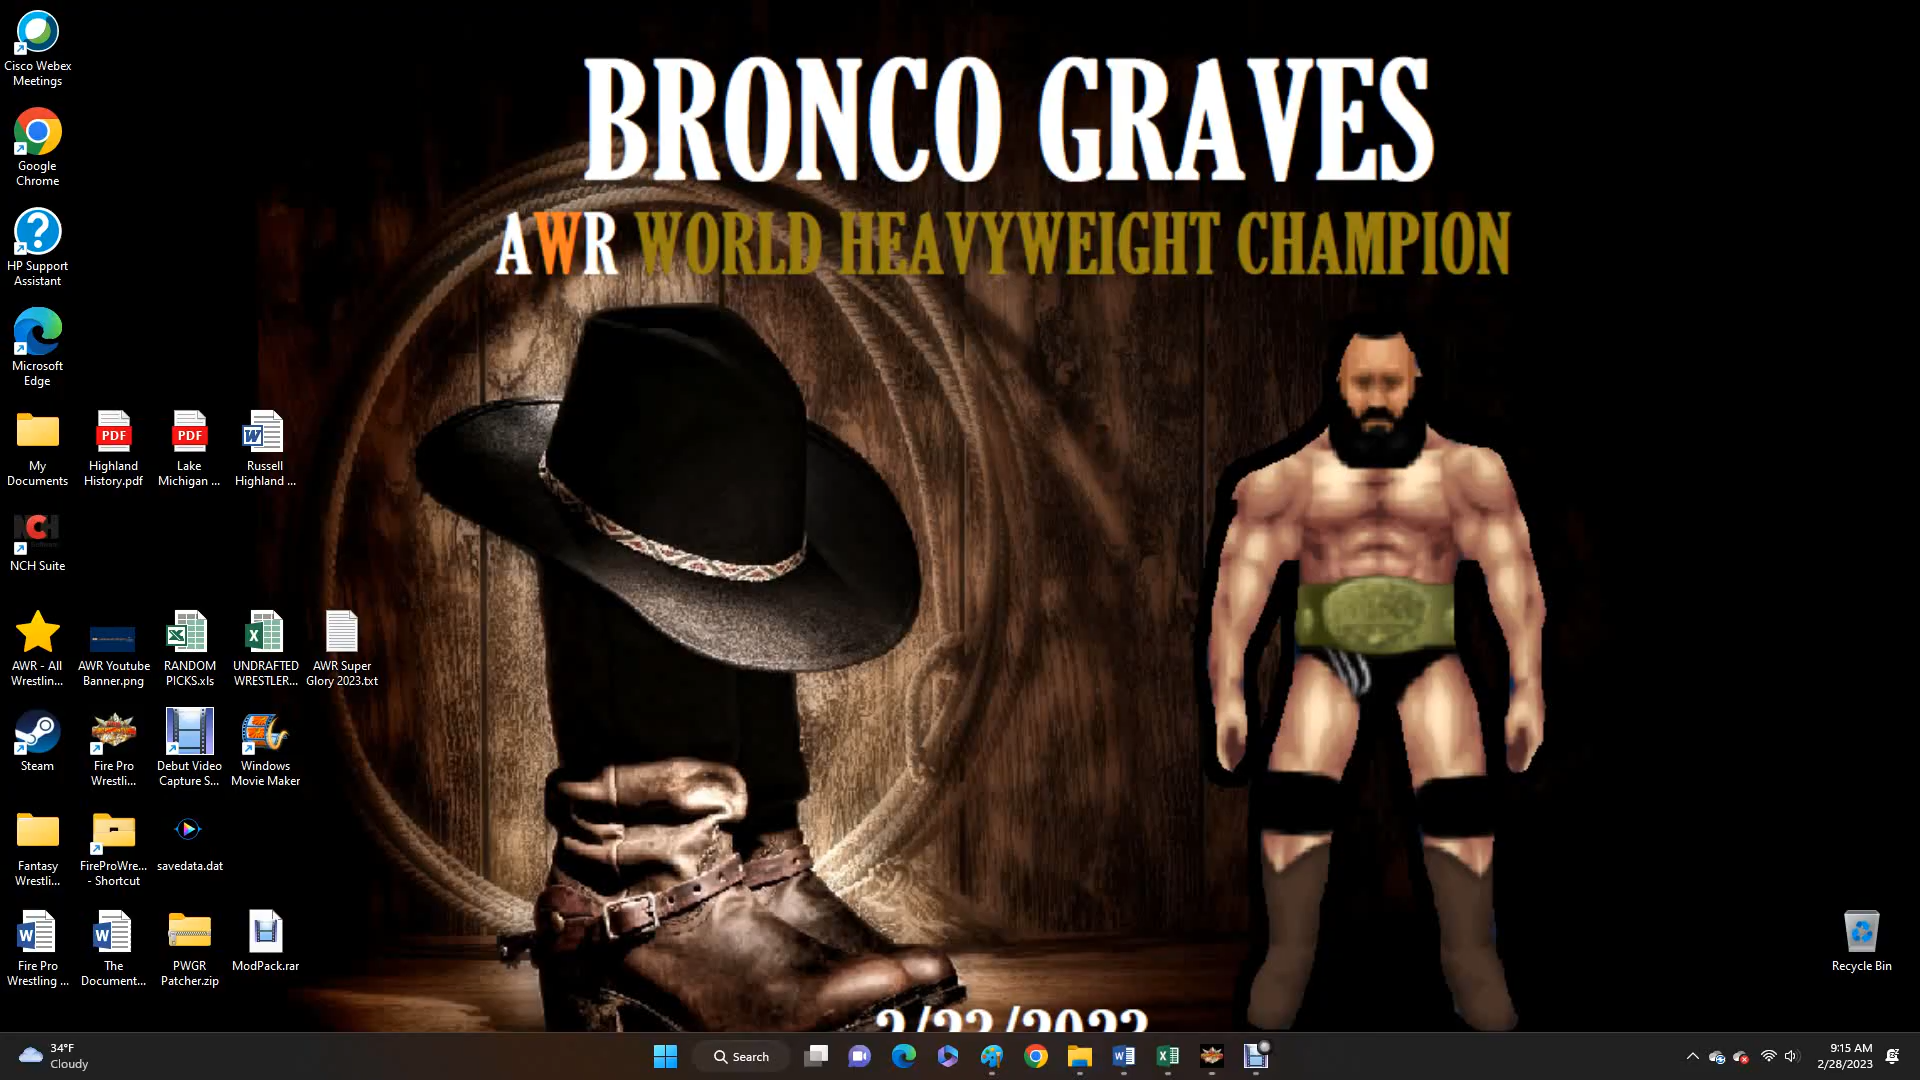 BRONCO GRAVES
AWR WORLD HEAVYWEIGHT CHAMPION
Cisco Webex
Meetings
Google
Chrome
HP Support
Assistant
Microsoft
Edge
My
Documents
PDF
Highland
History.pdf
PDF
Lake
Michigan ...
Russell
Highland ...
NCH
NCH Suite
AWR - All
Wrestlin...
AWR Youtube
Banner.png
RANDOM
PICKS.xls
UNDRAFTED
WRESTLER...
AWR Super
Glory 2023.txt
Steam
Fire Pro
Wrestli...
Debut Video
Capture S...
Windows
Movie Maker
Fantasy
Wrestli...
FireProWre...
- Shortcut
savedata.dat
Fire Pro
Wrestling ...
The
Document...
PWGR
Patcher.zip
ModPack.rar
Recycle Bin
34°F
Cloudy
Search
9:15 AM
2/28/2023